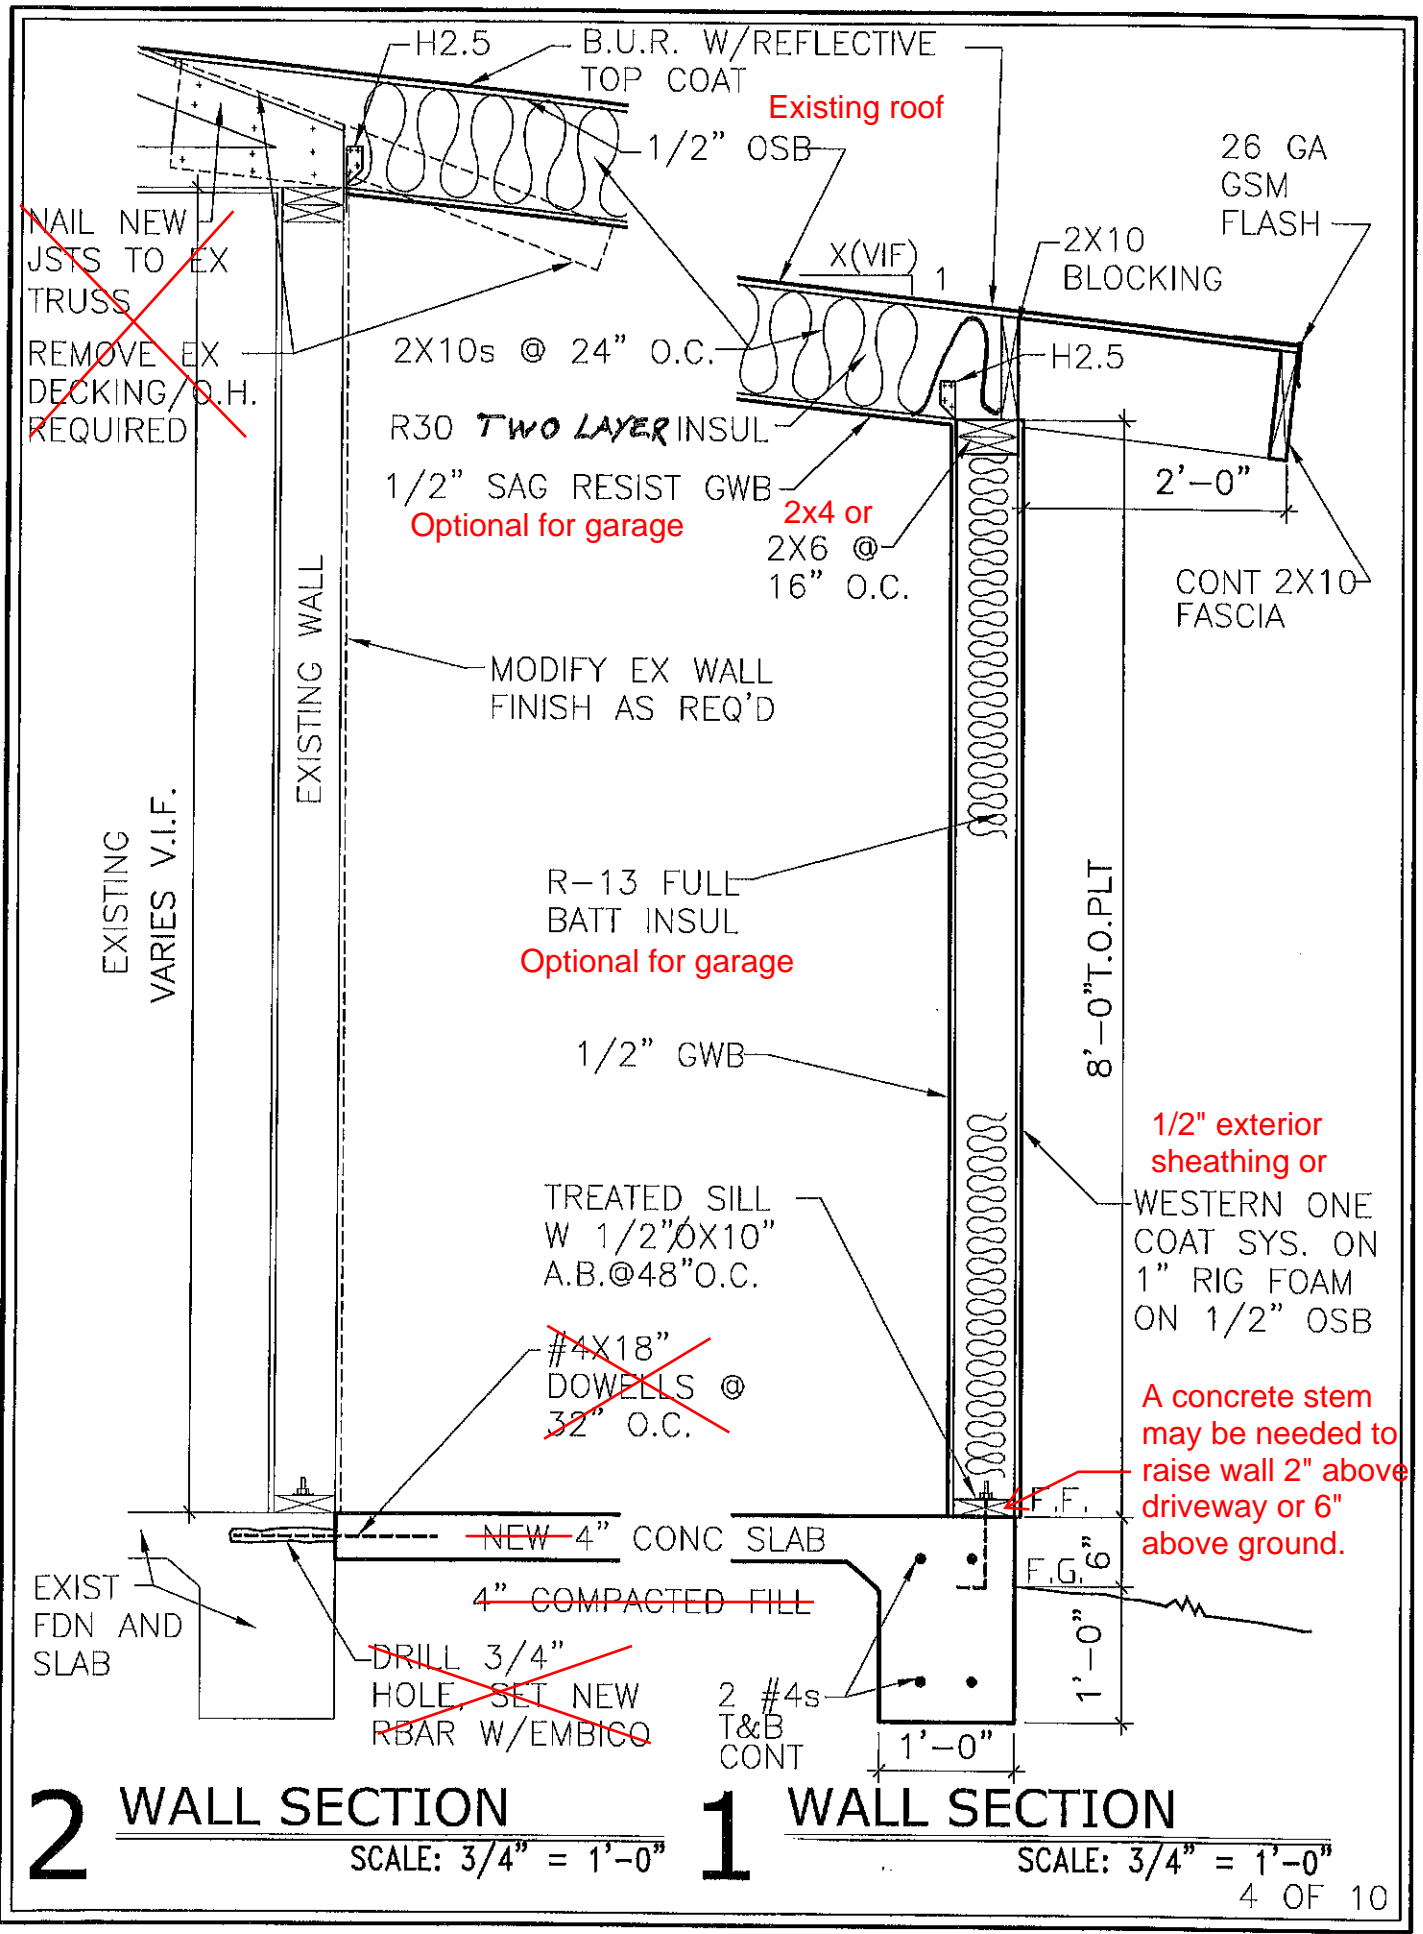 H2.5
B.U.R. W/REFLECTIVE
TOP COAT
Existing roof
1/2" OSB
26 GA
GSM
FLASH
NAIL NEW
JSTS TO EX
TRUSS
REMOVE EX
DECKING/O.H.
REQUIRED
X(VIF)
1
2X10
BLOCKING
2X10s @ 24" O.C.
H2.5
R30 TWO LAYER INSUL
1/2" SAG RESIST GWB
Optional for garage
2x4 or
2X6 @
16" O.C.
2'-0"
CONT 2X10
FASCIA
EXISTING WALL
MODIFY EX WALL
FINISH AS REQ'D
EXISTING
VARIES V.I.F.
R-13 FULL
BATT INSUL
Optional for garage
8'-0"T.O.PLT
1/2" GWB
1/2" exterior
sheathing or
WESTERN ONE
COAT SYS. ON
1" RIG FOAM
ON 1/2" OSB
TREATED SILL
W 1/2"ØX10"
A.B.@48"O.C.
#4X18"
DOWELLS @
32" O.C.
A concrete stem
may be needed to
raise wall 2" above
driveway or 6"
above ground.
F.F.
NEW 4" CONC SLAB
F.G.
6"
4" COMPACTED FILL
EXIST
FDN AND
SLAB
DRILL 3/4"
HOLE, SET NEW
RBAR W/EMBICO
2 #4s
T&B
CONT
1'-0"
1'-0"
2 WALL SECTION
SCALE: 3/4" = 1'-0"
1 WALL SECTION
SCALE: 3/4" = 1'-0"
4 OF 10